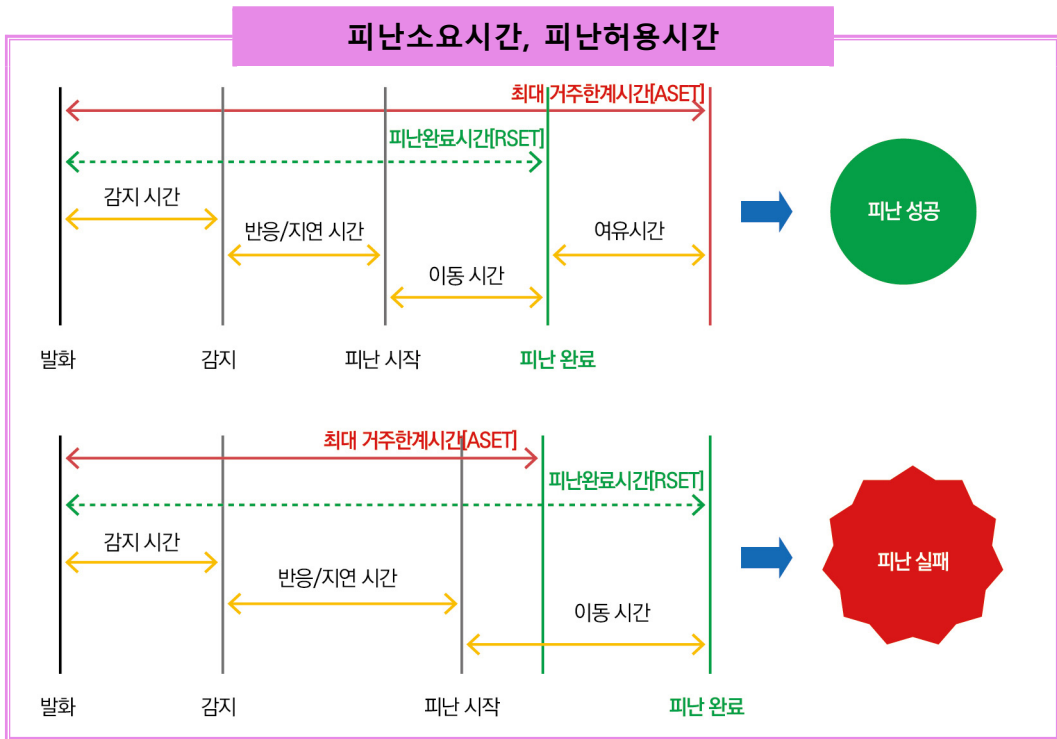 피난소요시간, 피난허용시간
최대 거주한계시간[ASET]
피난완료시간[RSET]
감지 시간
반응/지연 시간
여유시간
이동 시간
피난 성공
발화
감지
피난 시작
피난 완료
최대 거주한계시간[ASET]
피난완료시간[RSET]
감지 시간
반응/지연 시간
이동 시간
피난 실패
발화
감지
피난 시작
피난 완료